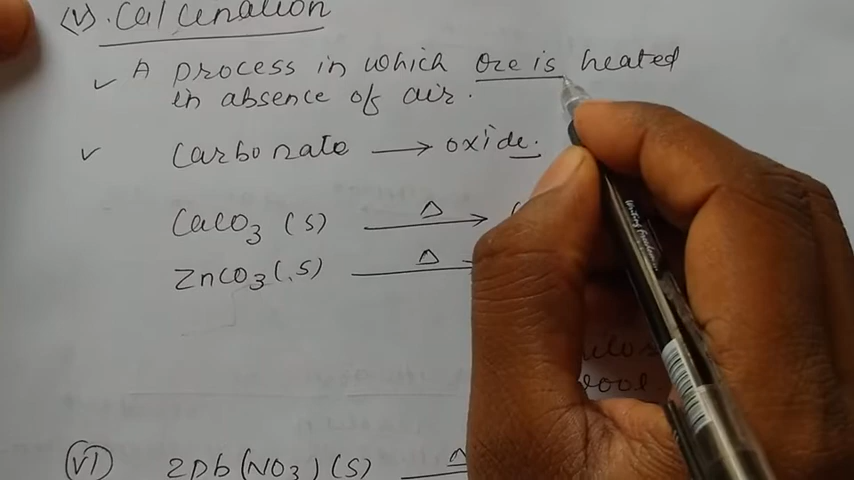 (V). Calcination
✓ A process in which ore is heated
in absence of air.
✓ Carbonate → oxide.
CaCO3 (s) —Δ→
ZnCO3(s) —Δ→
(VI) 2Pb(NO3)(s) —Δ